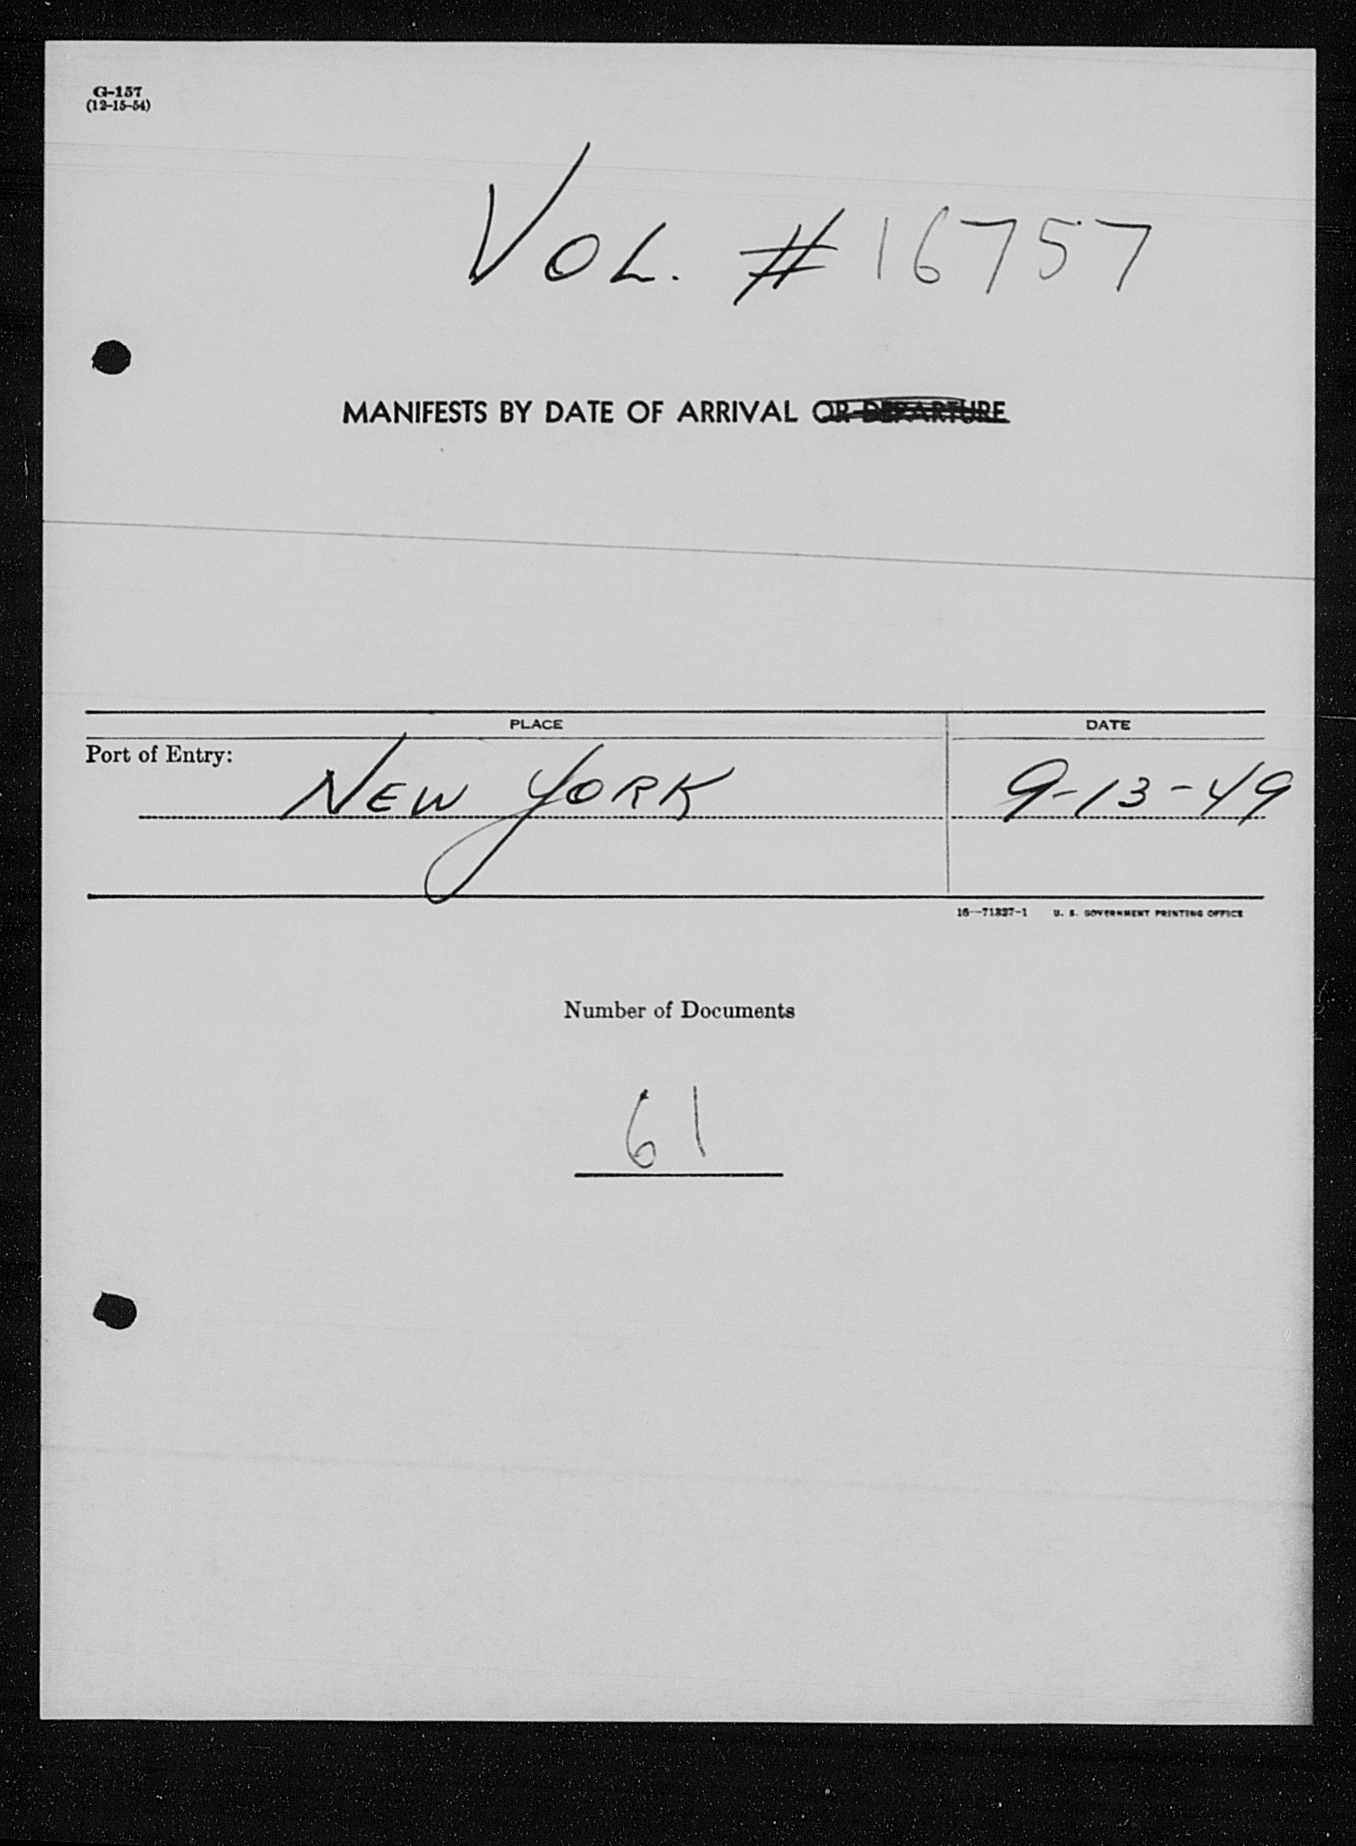 G-157
(12-15-54)
VOL. # 16757
MANIFESTS BY DATE OF ARRIVAL OR DEPARTURE
PLACE DATE
Port of Entry: NEW YORK 9-13-49
16—71327-1 U. S. GOVERNMENT PRINTING OFFICE
Number of Documents
61